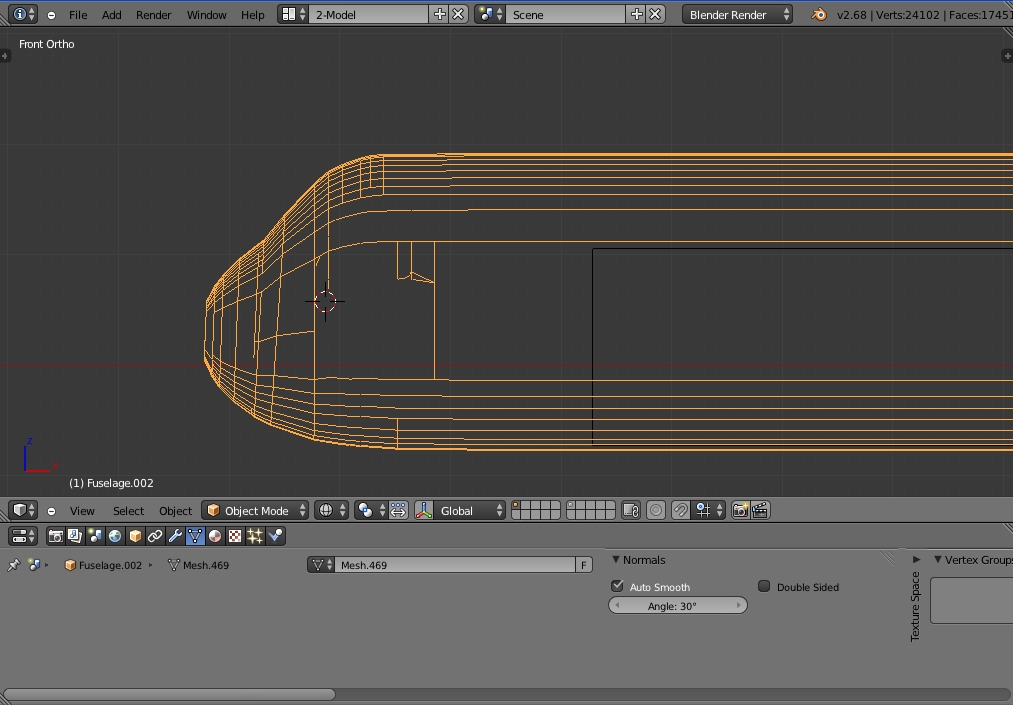 File Add Render Window Help 2-Model Scene Blender Render v2.68 | Verts:24102 | Faces:17451
Front Ortho
z
x
(1) Fuselage.002
View Select Object Object Mode Global
Fuselage.002 Mesh.469 Mesh.469 F Normals Vertex Groups
Auto Smooth Double Sided
Angle: 30°
Texture Space